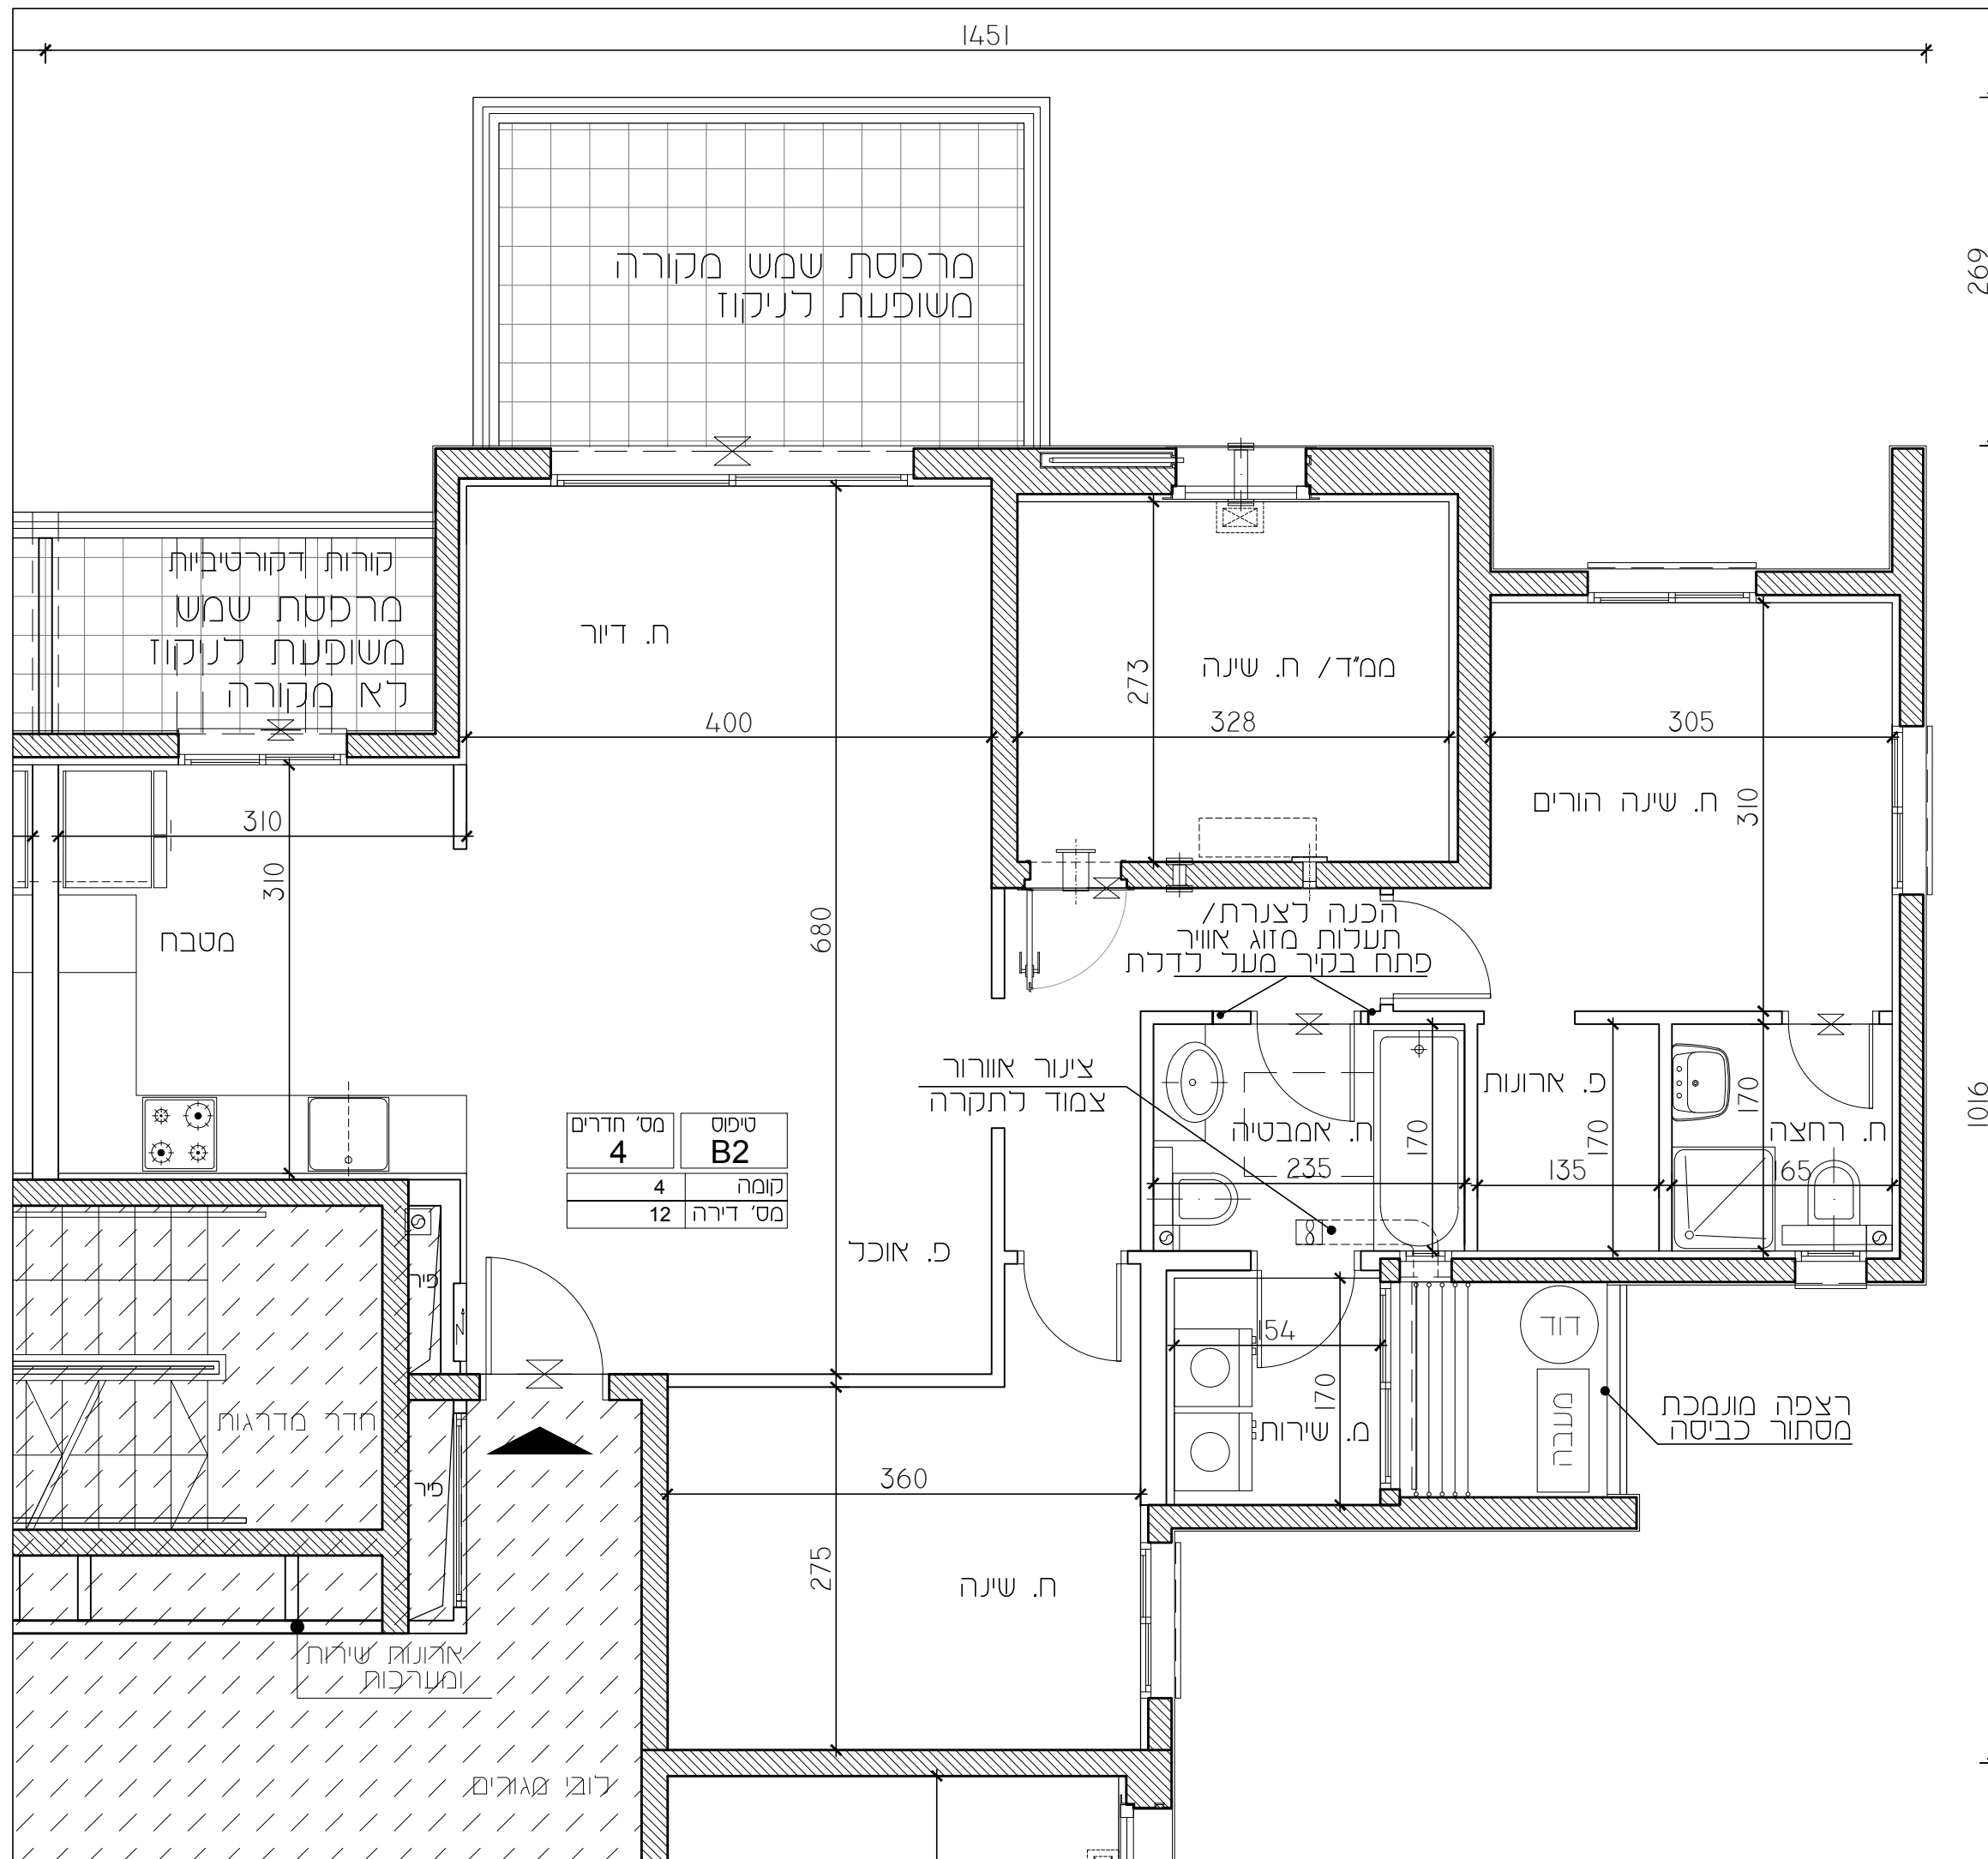 1451
269
מרפסת שמש מקורה
משופעת לניקוז
קורות דקורטיביות
מרפסת שמש
משופעת לניקוז
לא מקורה
ח. דיור
ממ"ד/ ח. שינה
273
400
328
305
ח. שינה הורים
310
310
310
680
מטבח
הכנה לצנרת/
תעלות מזוג אוויר
פתח בקיר מעל לדלת
צינור אוורור
צמוד לתקרה
פ. ארונות
ח. אמבטיה
ח. רחצה
170
170
170
235
135
165
1016
טיפוס
B2
מס' חדרים
4
קומה 4
מס' דירה 12
פ. אוכל
פיר
154
170
דוד
מעבה
רצפה מונמכת
מסתור כביסה
חדר מדרגות
מ. שירות
פיר
360
275
ח. שינה
ארונות שירות
ומערכות
לובי מגורים